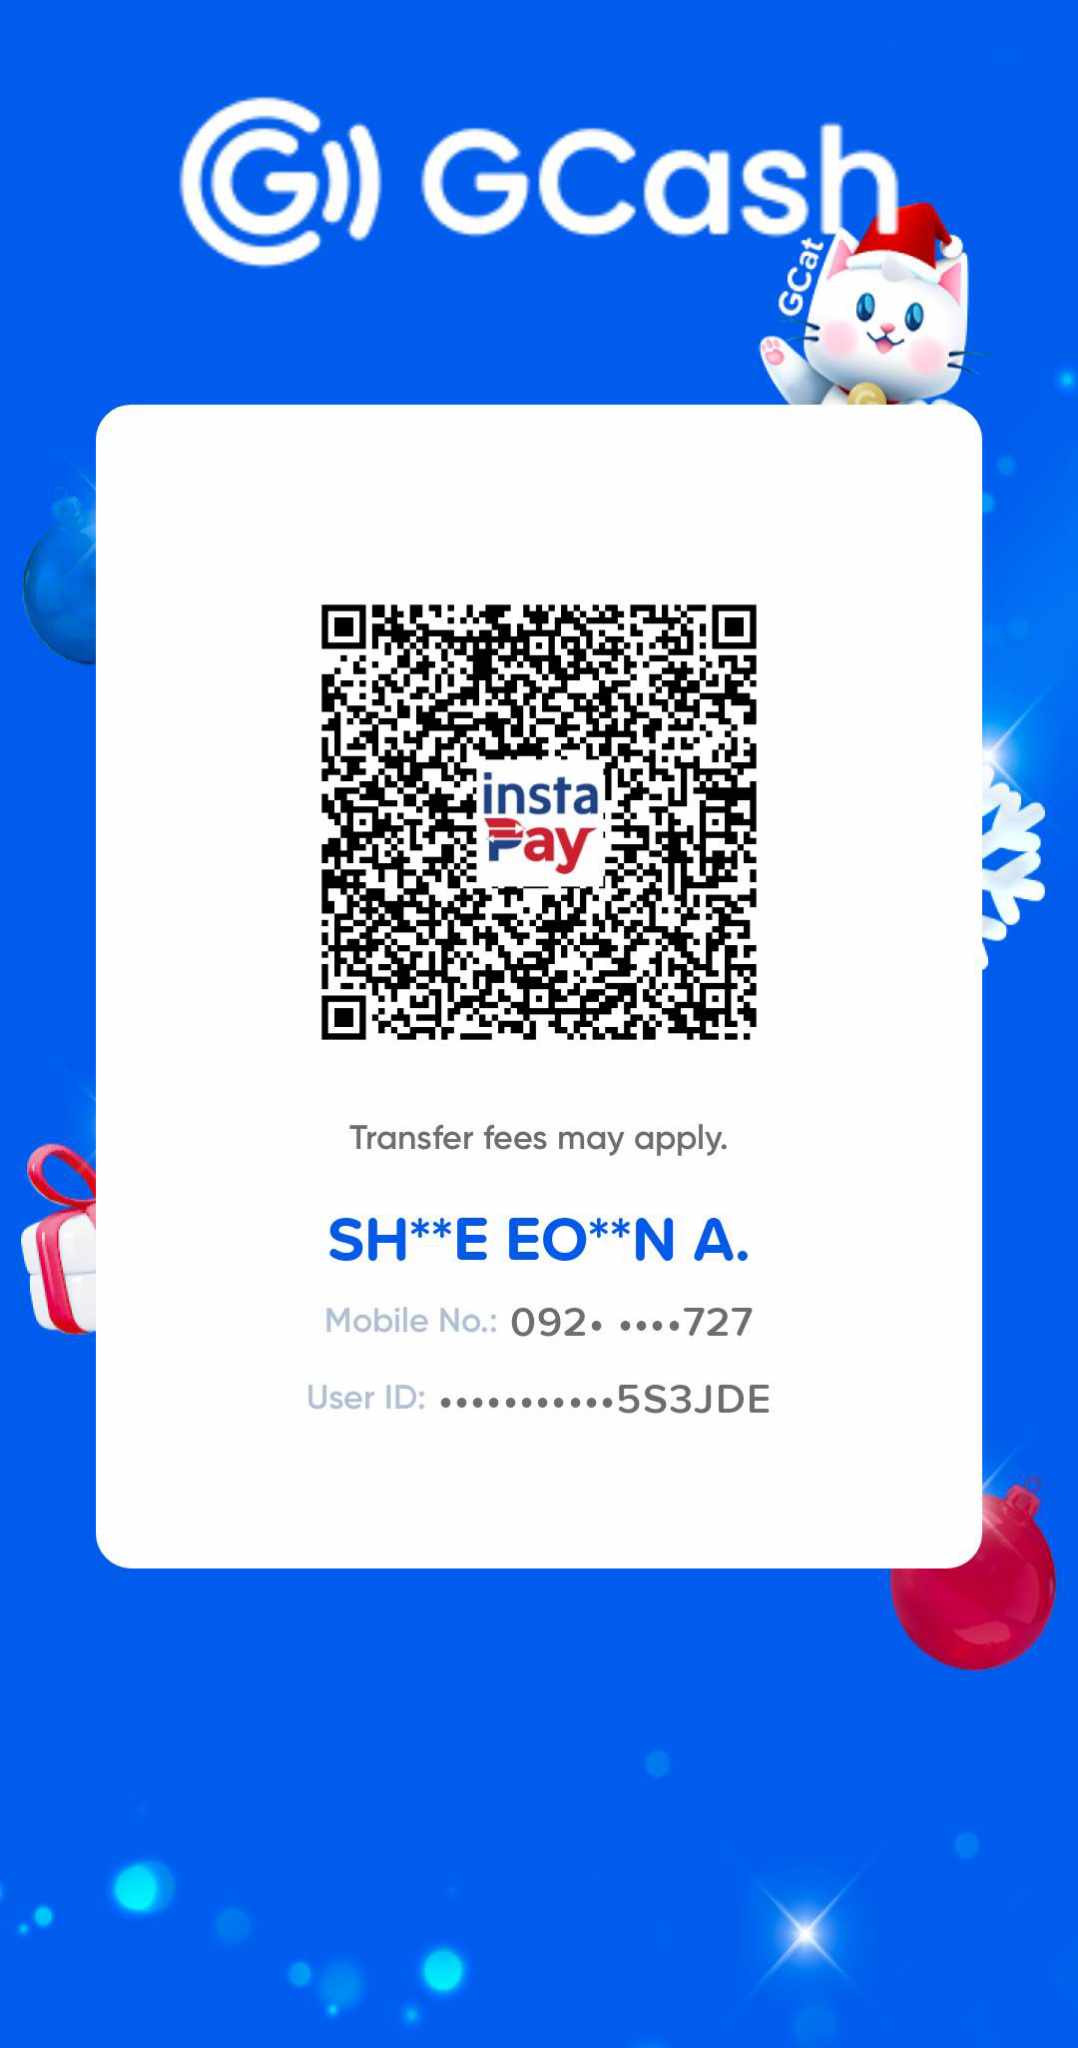 GCash
GCat
insta
Pay
Transfer fees may apply.
SH**E EO**N A.
Mobile No.: 092• ••••727
User ID: •••••••••••5S3JDE